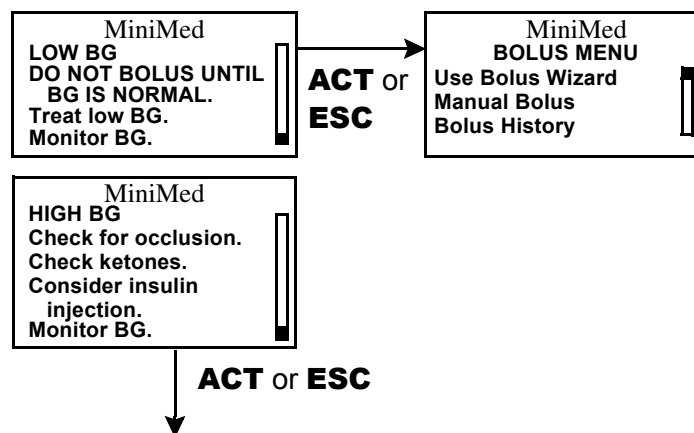 MiniMed
LOW BG
DO NOT BOLUS UNTIL
BG IS NORMAL.
Treat low BG.
Monitor BG.
ACT or
ESC
MiniMed
BOLUS MENU
Use Bolus Wizard
Manual Bolus
Bolus History
MiniMed
HIGH BG
Check for occlusion.
Check ketones.
Consider insulin
injection.
Monitor BG.
ACT or ESC